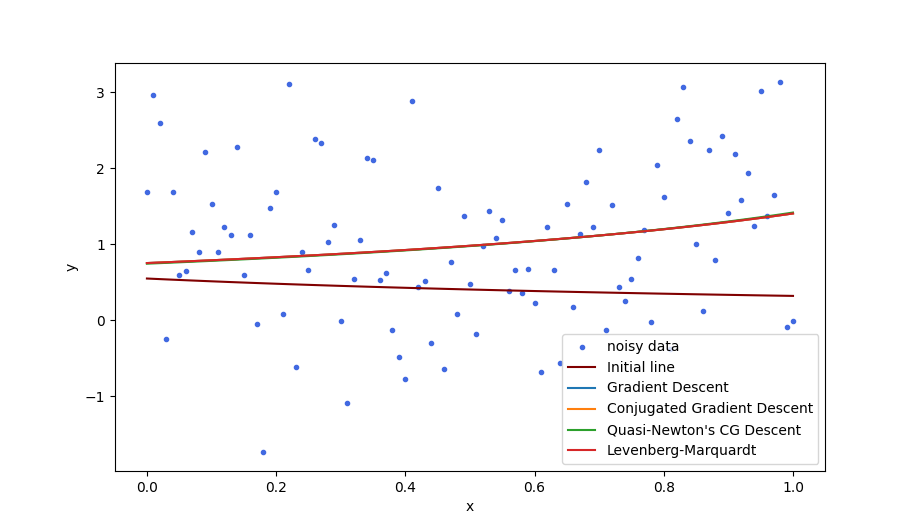 3
2
1
0
−1
y
0.0
0.2
0.4
0.6
0.8
1.0
x
noisy data
Initial line
Gradient Descent
Conjugated Gradient Descent
Quasi-Newton's CG Descent
Levenberg-Marquardt